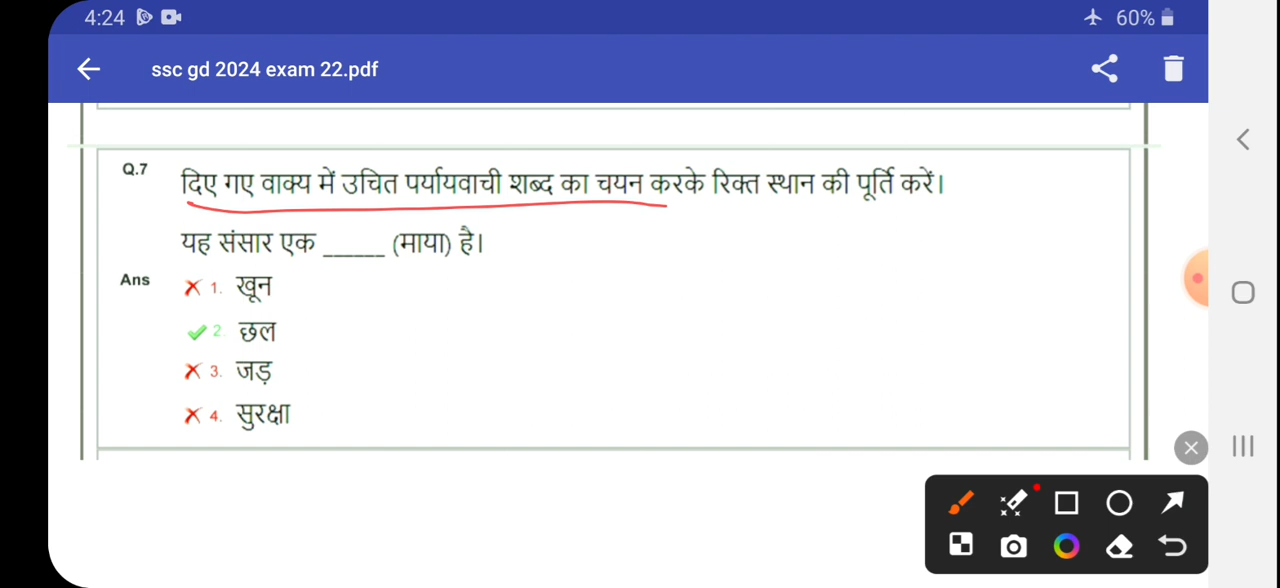 4:24 60%
ssc gd 2024 exam 22.pdf
Q.7 दिए गए वाक्य में उचित पर्यायवाची शब्द का चयन करके रिक्त स्थान की पूर्ति करें।
यह संसार एक ______ (माया) है।
Ans 1. खून
2. छल
3. जड़
4. सुरक्षा